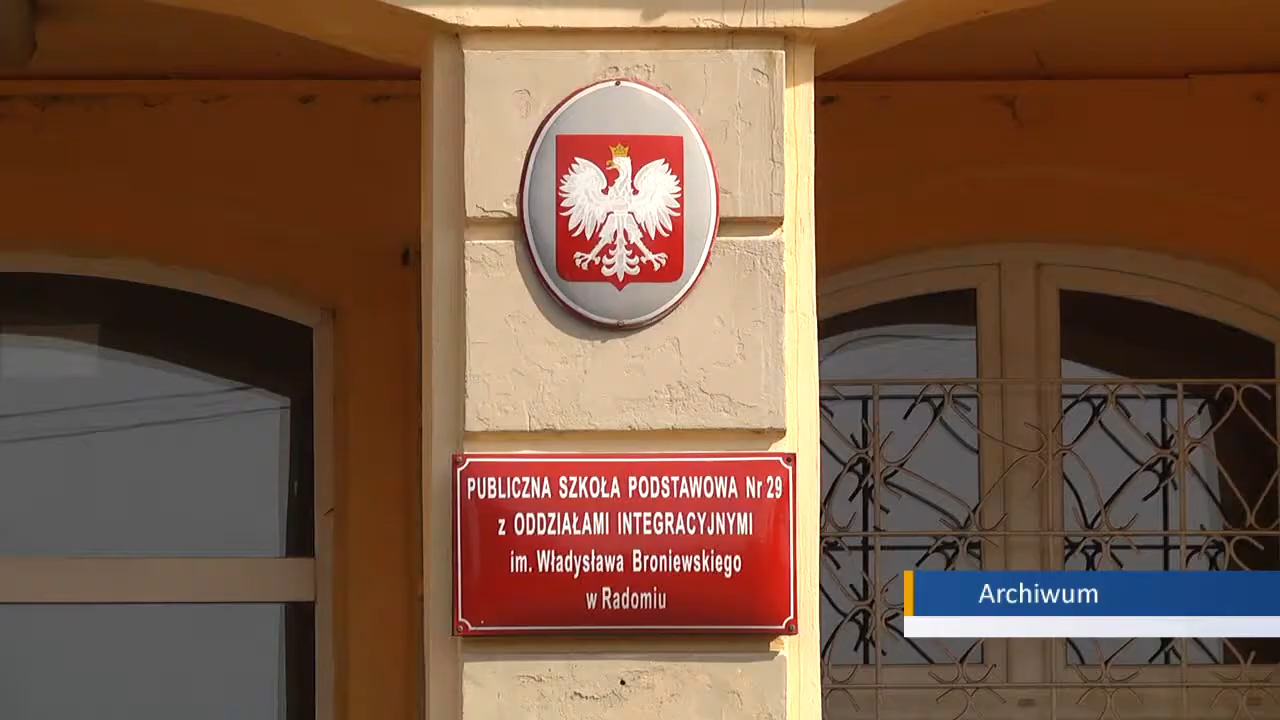 PUBLICZNA SZKOŁA PODSTAWOWA Nr 29
z ODDZIAŁAMI INTEGRACYJNYMI
im. Władysława Broniewskiego
w Radomiu
Archiwum